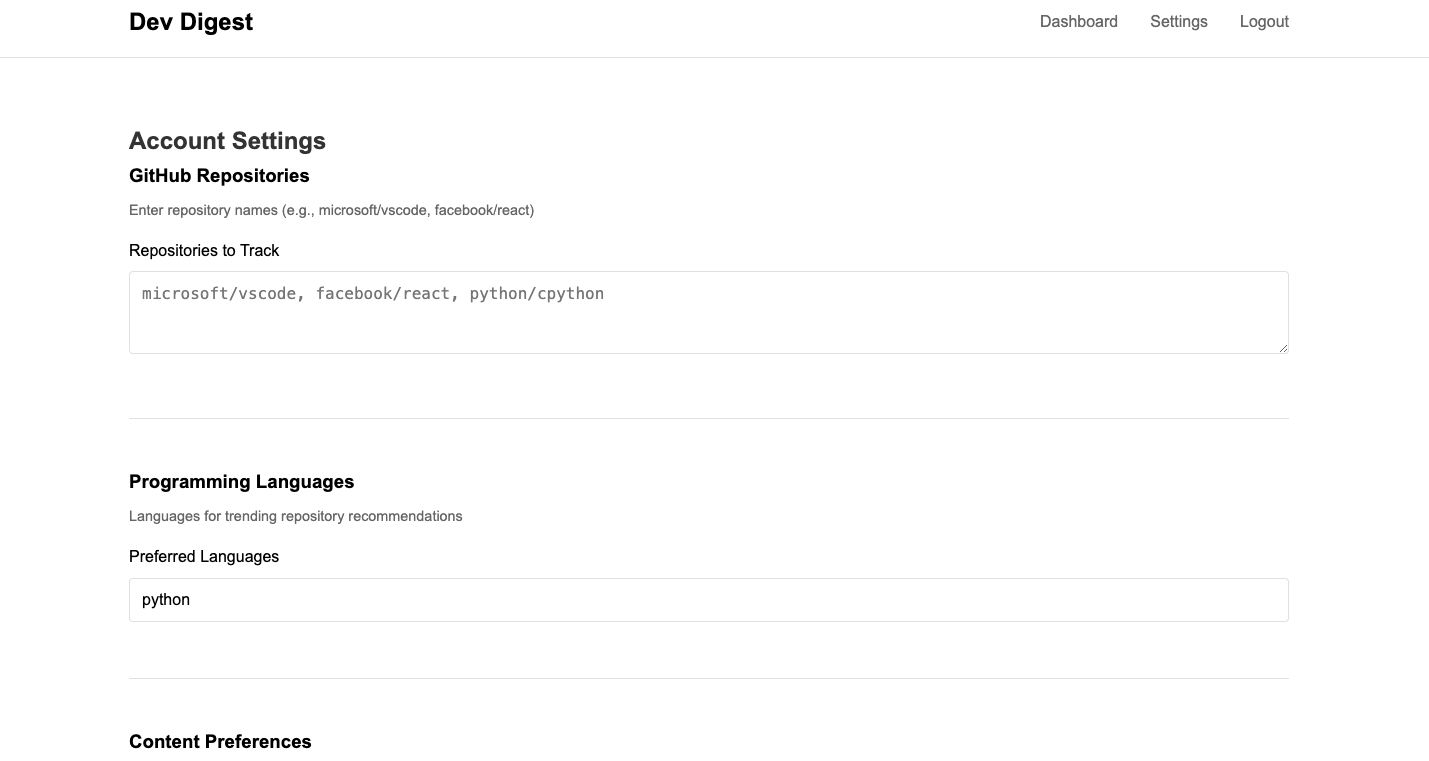 Dev Digest
Dashboard Settings Logout
Account Settings
GitHub Repositories
Enter repository names (e.g., microsoft/vscode, facebook/react)
Repositories to Track
microsoft/vscode, facebook/react, python/cpython
Programming Languages
Languages for trending repository recommendations
Preferred Languages
python
Content Preferences